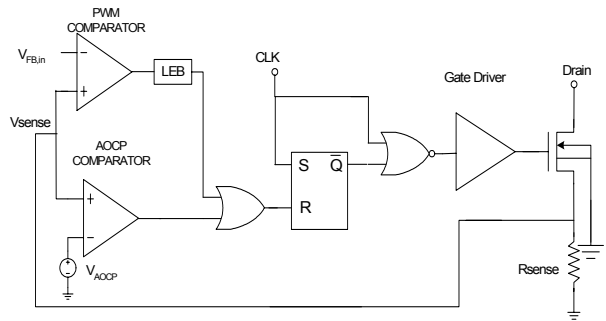 PWM
COMPARATOR
V_FB,in
LEB
CLK
Gate Driver
Drain
Vsense
AOCP
COMPARATOR
S
Q̅
R
V_AOCP
Rsense